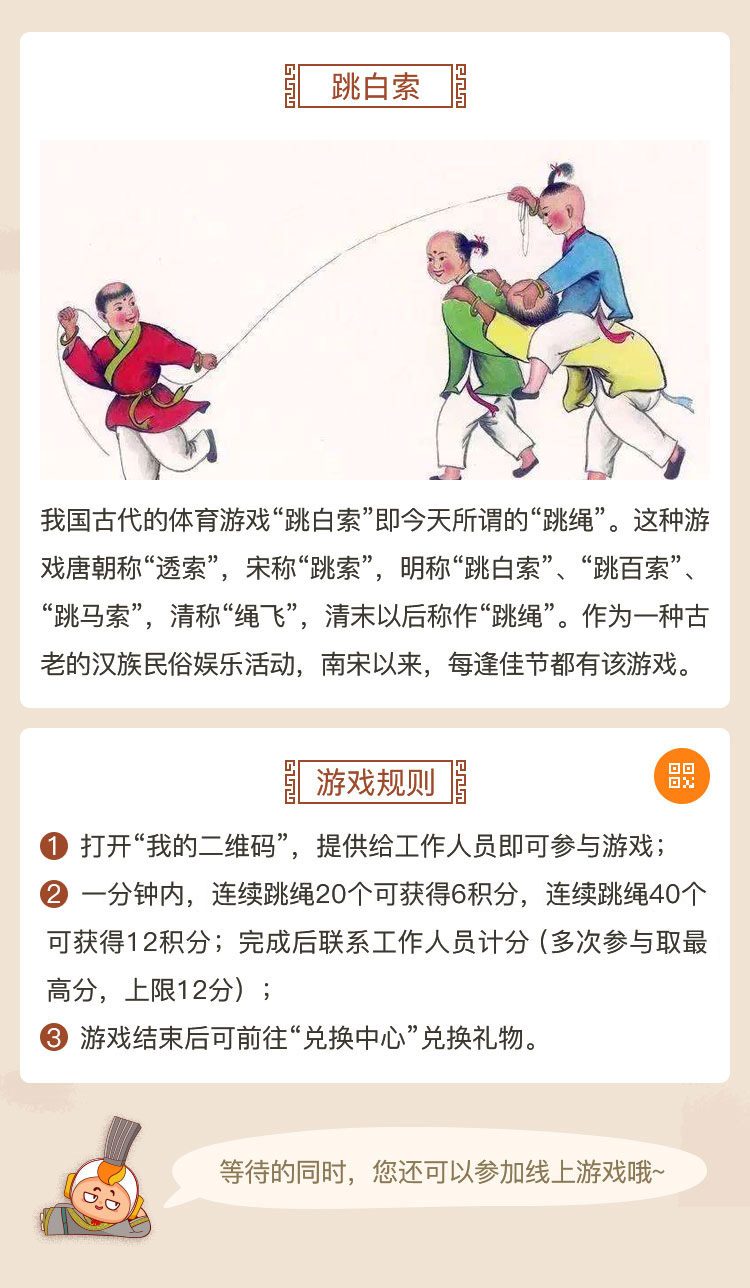 跳白索
我国古代的体育游戏“跳白索”即今天所谓的“跳绳”。这种游
戏唐朝称“透索”，宋称“跳索”，明称“跳白索”、“跳百索”、
“跳马索”，清称“绳飞”，清末以后称作“跳绳”。作为一种古
老的汉族民俗娱乐活动，南宋以来，每逢佳节都有该游戏。
游戏规则
1 打开“我的二维码”，提供给工作人员即可参与游戏；
2 一分钟内，连续跳绳20个可获得6积分，连续跳绳40个
可获得12积分；完成后联系工作人员计分（多次参与取最
高分，上限12分）；
3 游戏结束后可前往“兑换中心”兑换礼物。
等待的同时，您还可以参加线上游戏哦~